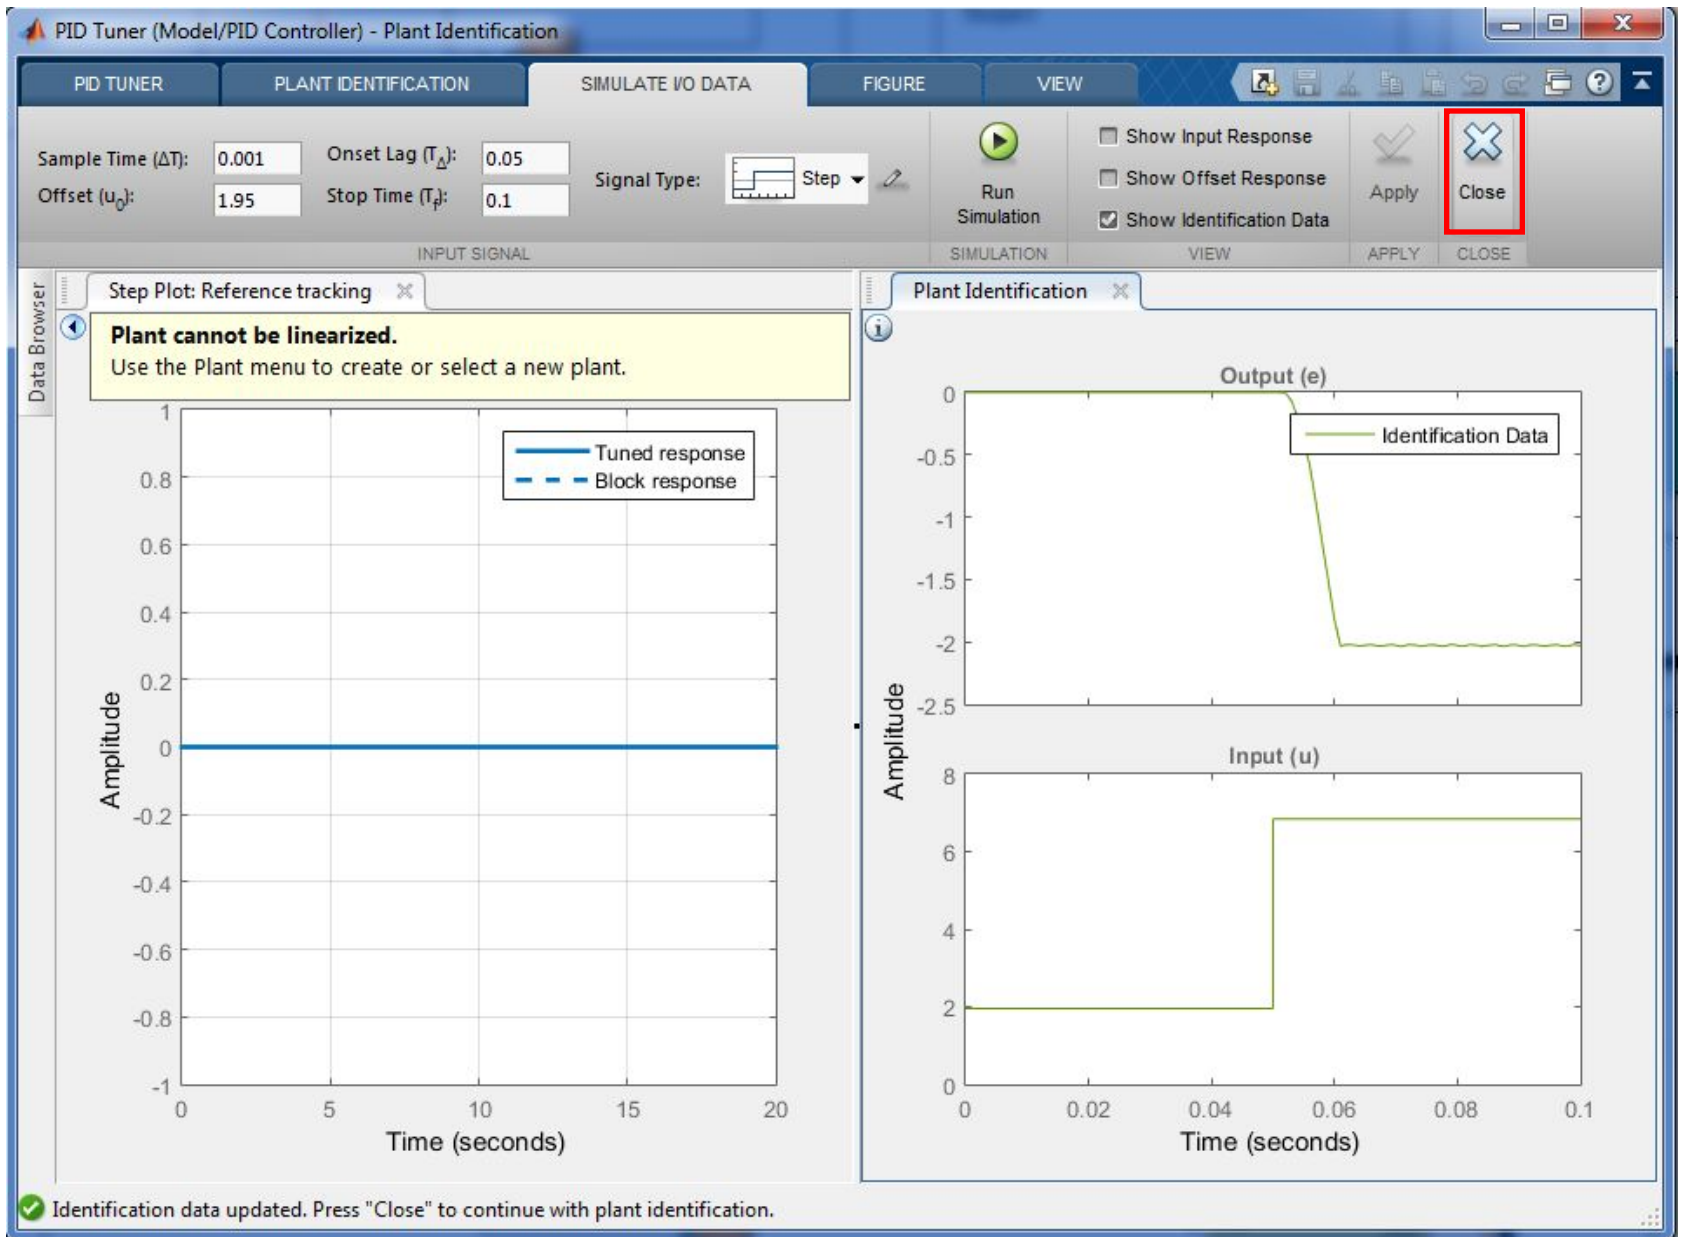 PID Tuner (Model/PID Controller) - Plant Identification
PID TUNER
PLANT IDENTIFICATION
SIMULATE I/O DATA
FIGURE
VIEW
Sample Time (ΔT):
0.001
Onset Lag (TΔ):
0.05
Offset (u0):
1.95
Stop Time (Tf):
0.1
Signal Type:
Step
Run
Simulation
Show Input Response
Show Offset Response
Show Identification Data
Apply
Close
INPUT SIGNAL
SIMULATION
VIEW
APPLY
CLOSE
Data Browser
Step Plot: Reference tracking
Plant cannot be linearized.
Use the Plant menu to create or select a new plant.
Tuned response
Block response
1
0.8
0.6
0.4
0.2
0
-0.2
-0.4
-0.6
-0.8
-1
Amplitude
0 5 10 15 20
Time (seconds)
Plant Identification
Output (e)
Identification Data
0
-0.5
-1
-1.5
-2
-2.5
Amplitude
Input (u)
8
6
4
2
0
0 0.02 0.04 0.06 0.08 0.1
Time (seconds)
Identification data updated. Press "Close" to continue with plant identification.